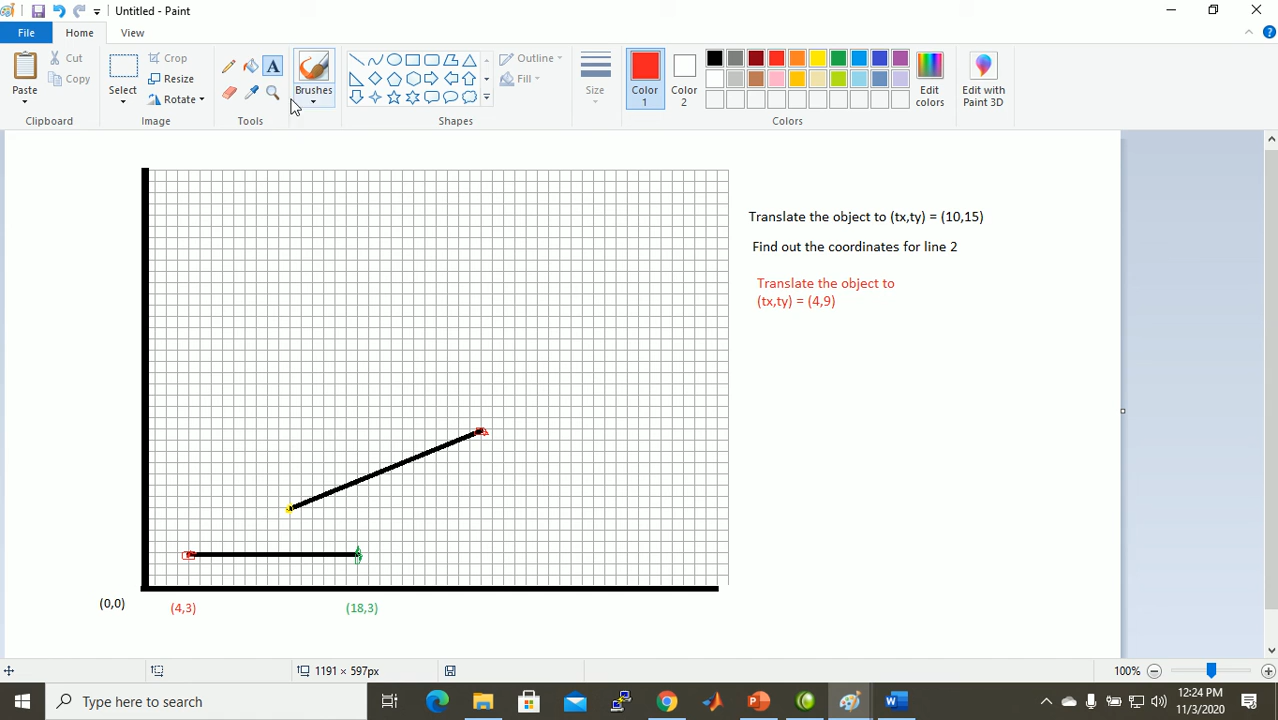 Untitled - Paint
File
Home
View
Paste
Cut
Copy
Clipboard
Select
Crop
Resize
Rotate
Image
A
Tools
Brushes
Outline
Fill
Shapes
Size
Color 1
Color 2
Edit colors
Colors
Edit with Paint 3D
Translate the object to (tx,ty) = (10,15)
Find out the coordinates for line 2
Translate the object to
(tx,ty) = (4,9)
(0,0)
(4,3)
(18,3)
1191 × 597px
100%
Type here to search
12:24 PM
11/3/2020